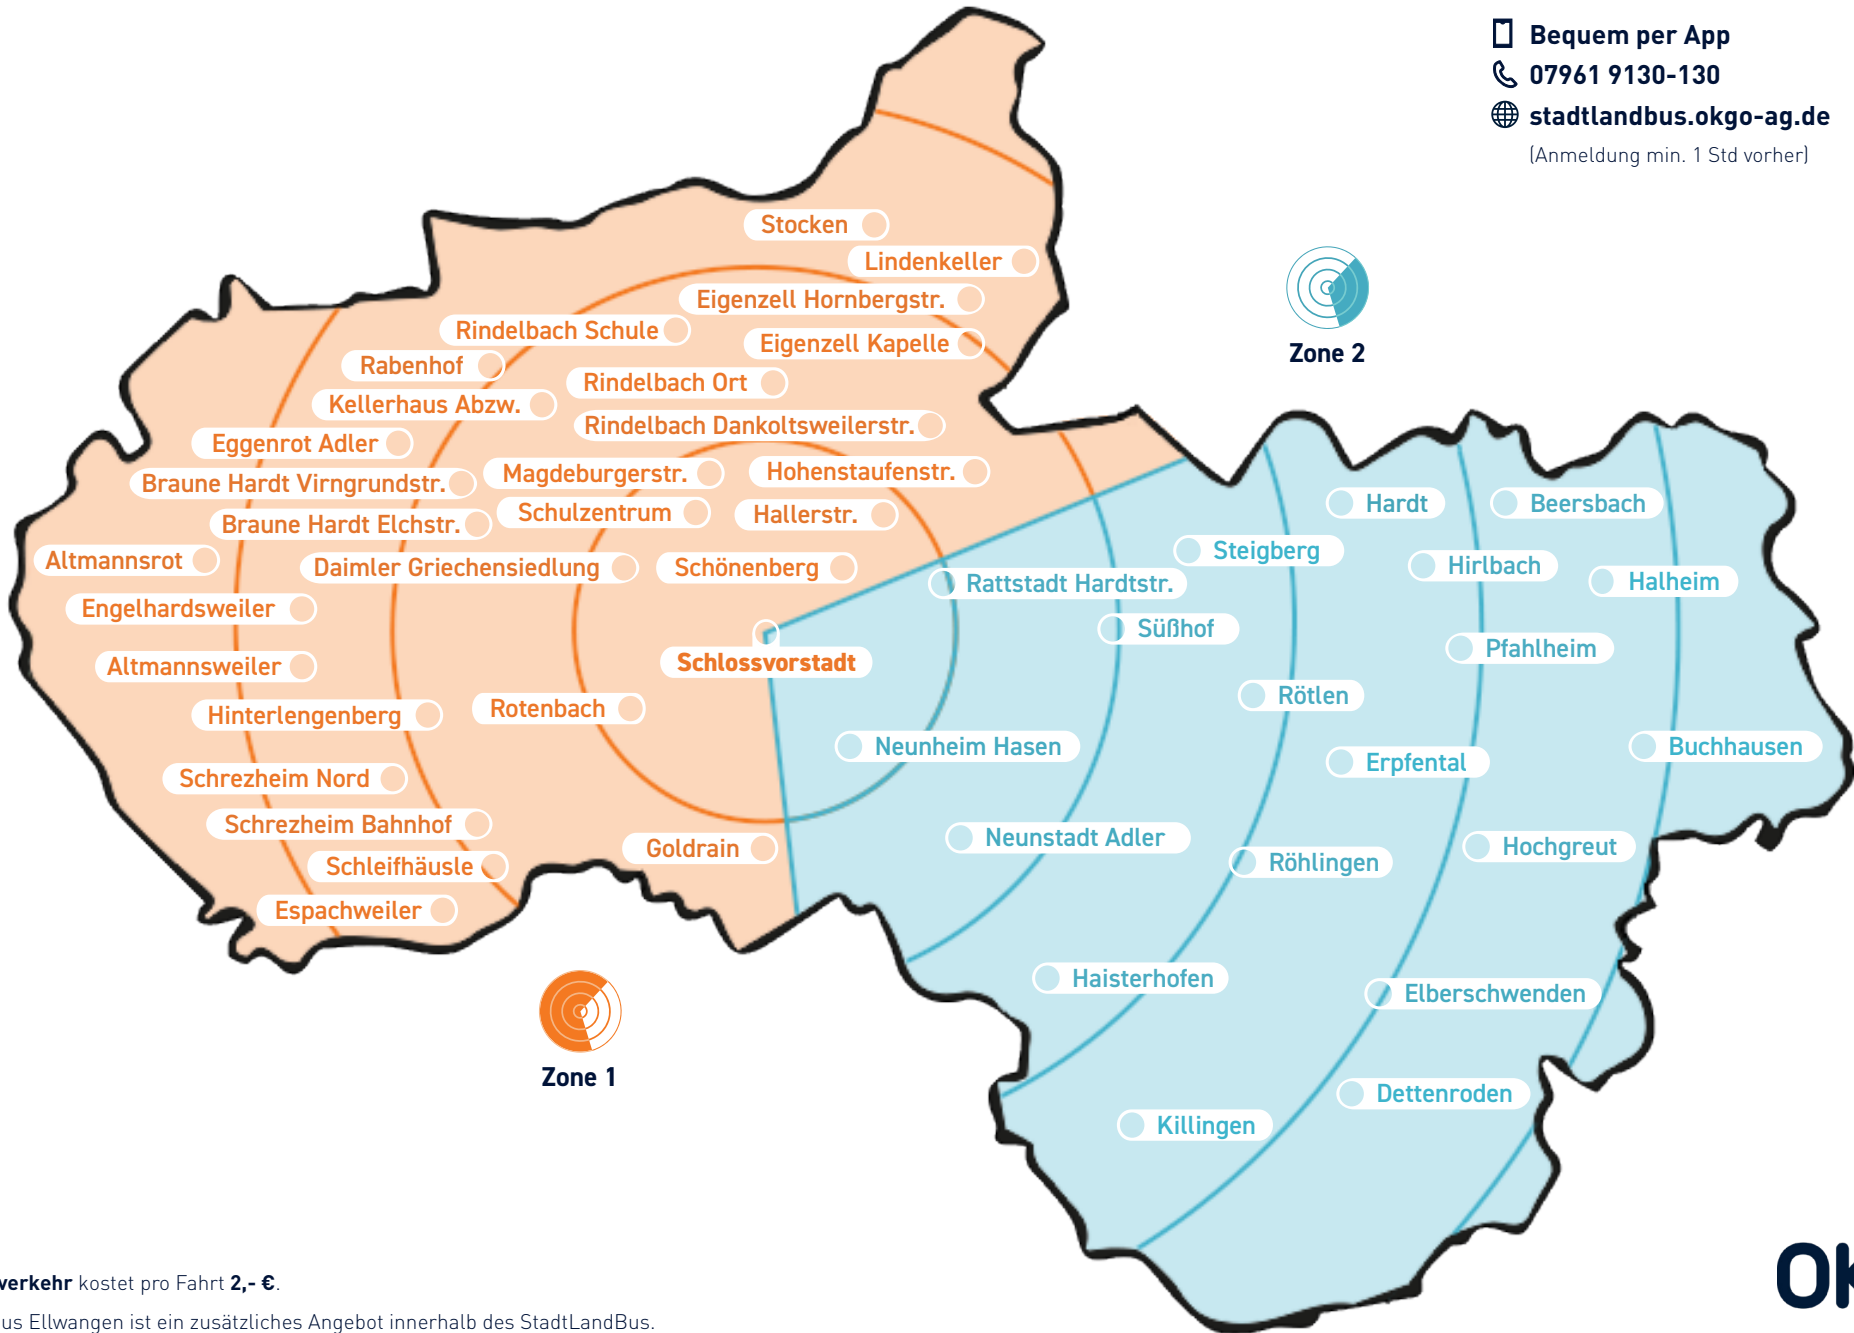 Bequem per App
07961 9130-130
stadtlandbus.okgo-ag.de
(Anmeldung min. 1 Std vorher)
Stocken
Lindenkeller
Eigenzell Hornbergstr.
Rindelbach Schule
Eigenzell Kapelle
Zone 2
Rabenhof
Rindelbach Ort
Kellerhaus Abzw.
Rindelbach Dankoltsweilerstr.
Eggenrot Adler
Magdeburgerstr.
Hohenstaufenstr.
Braune Hardt Virngrundstr.
Schulzentrum
Hallerstr.
Hardt
Beersbach
Braune Hardt Elchstr.
Steigberg
Altmannsrot
Daimler Griechensiedlung
Schönenberg
Hirlbach
Rattstadt Hardtstr.
Halheim
Engelhardsweiler
Süßhof
Schlossvorstadt
Pfahlheim
Altmannsweiler
Rötlen
Hinterlengenberg
Rotenbach
Neunheim Hasen
Erpfental
Buchhausen
Schrezheim Nord
Schrezheim Bahnhof
Goldrain
Neunstadt Adler
Röhlingen
Hochgreut
Schleifhäusle
Espachweiler
Haisterhofen
Elberschwenden
Zone 1
Dettenroden
Killingen
verkehr kostet pro Fahrt 2,- €.
us Ellwangen ist ein zusätzliches Angebot innerhalb des StadtLandBus.